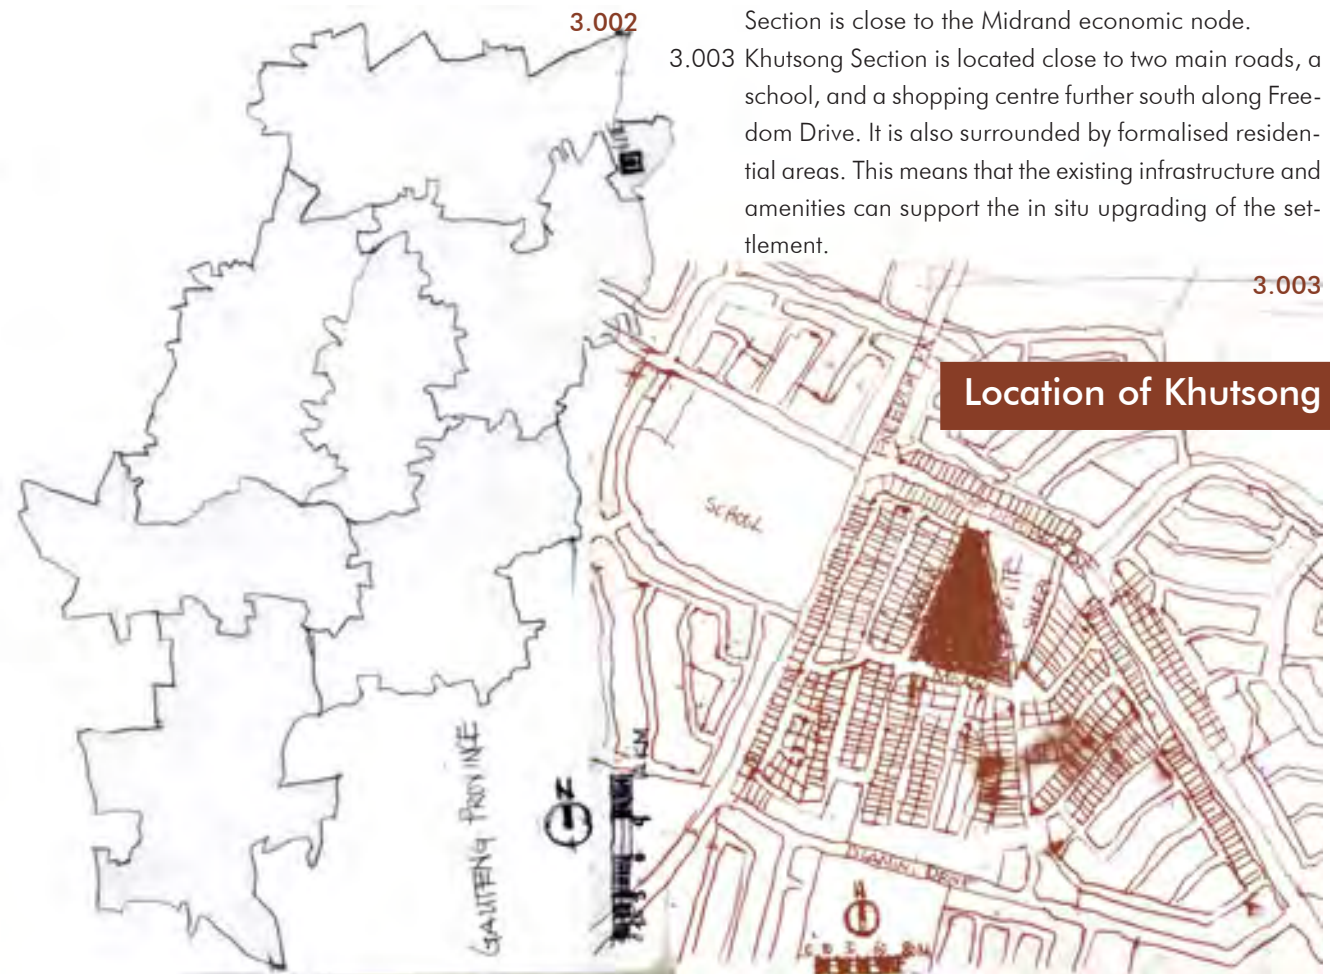 3.002
Section is close to the Midrand economic node.
3.003 Khutsong Section is located close to two main roads, a
school, and a shopping centre further south along Free-
dom Drive. It is also surrounded by formalised residen-
tial areas. This means that the existing infrastructure and
amenities can support the in situ upgrading of the set-
tlement.
3.003
Location of Khutsong
SCHOOL
SITE
GAUTENG PROVINCE
N
N